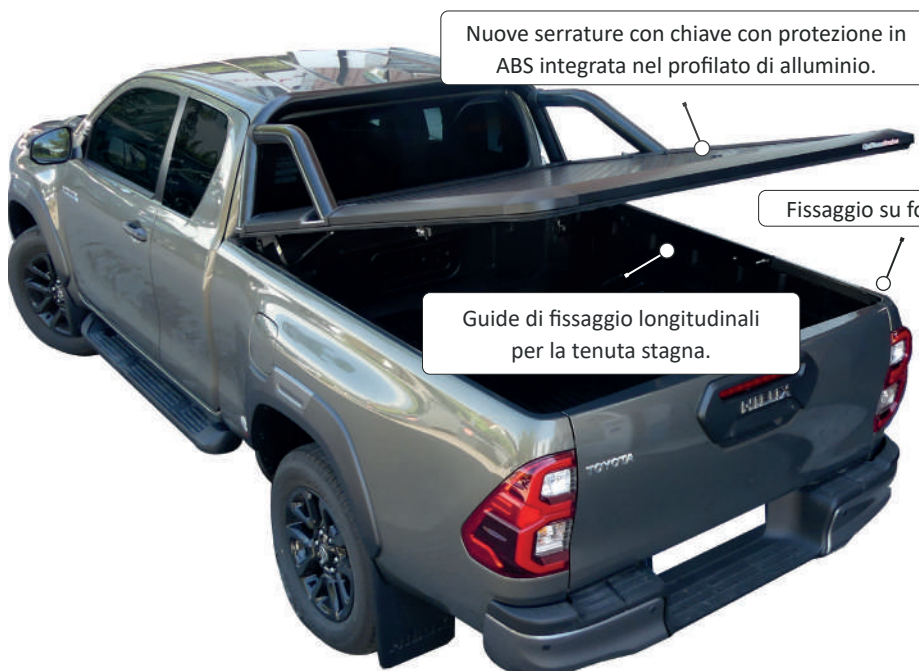 Nuove serrature con chiave con protezione in
ABS integrata nel profilato di alluminio.
Fissaggio su
Guide di fissaggio longitudinali
per la tenuta stagna.
HILUX
TOYOTA